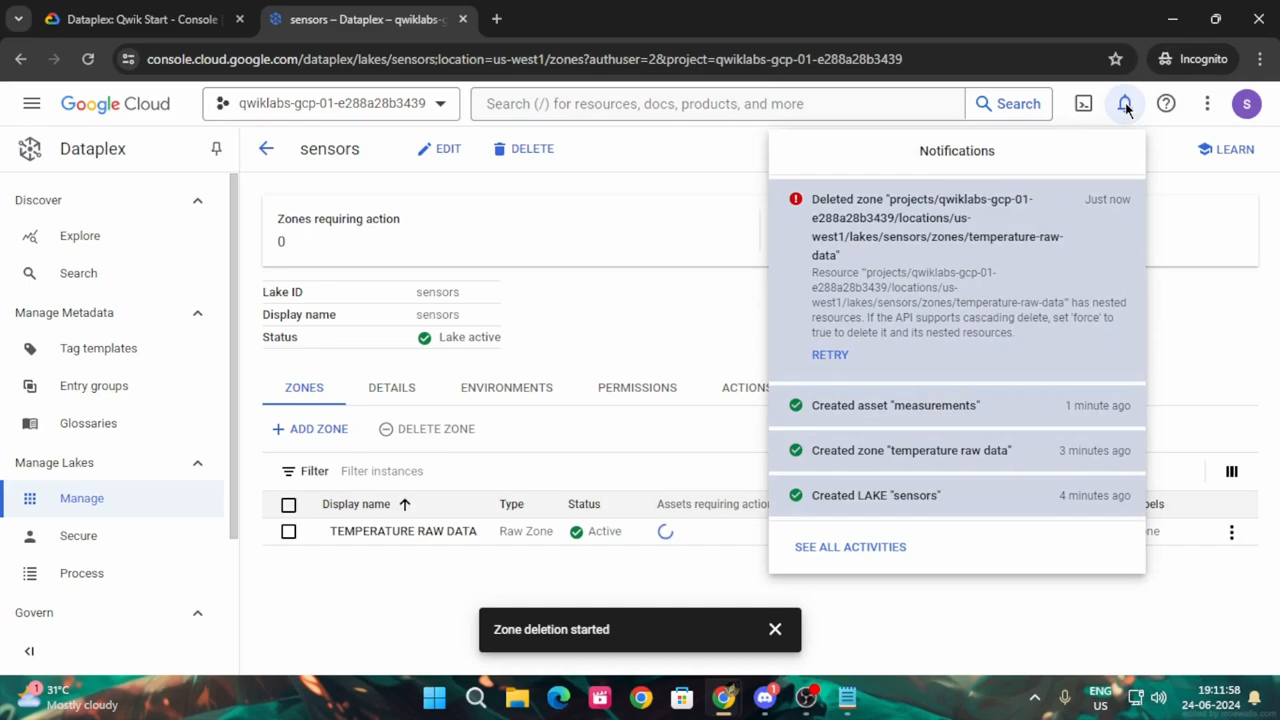 Dataplex: Qwik Start - Console
sensors – Dataplex – qwiklabs-
console.cloud.google.com/dataplex/lakes/sensors;location=us-west1/zones?authuser=2&project=qwiklabs-gcp-01-e288a28b3439
Incognito
Google Cloud
qwiklabs-gcp-01-e288a28b3439
Search (/) for resources, docs, products, and more
Search
S
Dataplex
sensors
EDIT
DELETE
LEARN
Discover
Explore
Search
Manage Metadata
Tag templates
Entry groups
Glossaries
Manage Lakes
Manage
Secure
Process
Govern
Zones requiring action
0
Lake ID
sensors
Display name
sensors
Status
Lake active
ZONES
DETAILS
ENVIRONMENTS
PERMISSIONS
ACTIONS
ADD ZONE
DELETE ZONE
Filter
Filter instances
Display name
Type
Status
Assets requiring action
TEMPERATURE RAW DATA
Raw Zone
Active
Notifications
Deleted zone "projects/qwiklabs-gcp-01-
e288a28b3439/locations/us-
west1/lakes/sensors/zones/temperature-raw-
data"
Just now
Resource "projects/qwiklabs-gcp-01-
e288a28b3439/locations/us-
west1/lakes/sensors/zones/temperature-raw-data" has nested
resources. If the API supports cascading delete, set 'force' to
true to delete it and its nested resources.
RETRY
Created asset "measurements"
1 minute ago
Created zone "temperature raw data"
3 minutes ago
Created LAKE "sensors"
4 minutes ago
SEE ALL ACTIVITIES
Zone deletion started
1
31°C
Mostly cloudy
1
ENG
US
19:11:58
24-06-2024